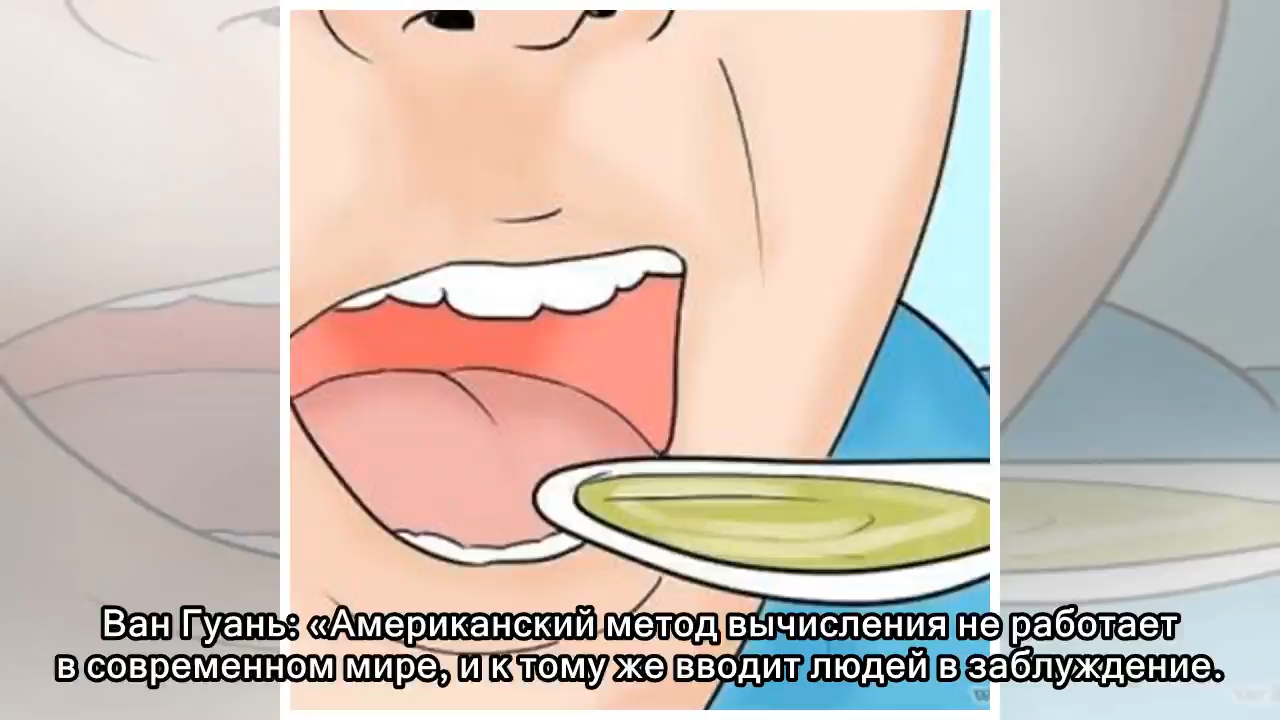 Ван Гуань: «Американский метод вычисления не работает
в современном мире, и к тому же вводит людей в заблуждение.